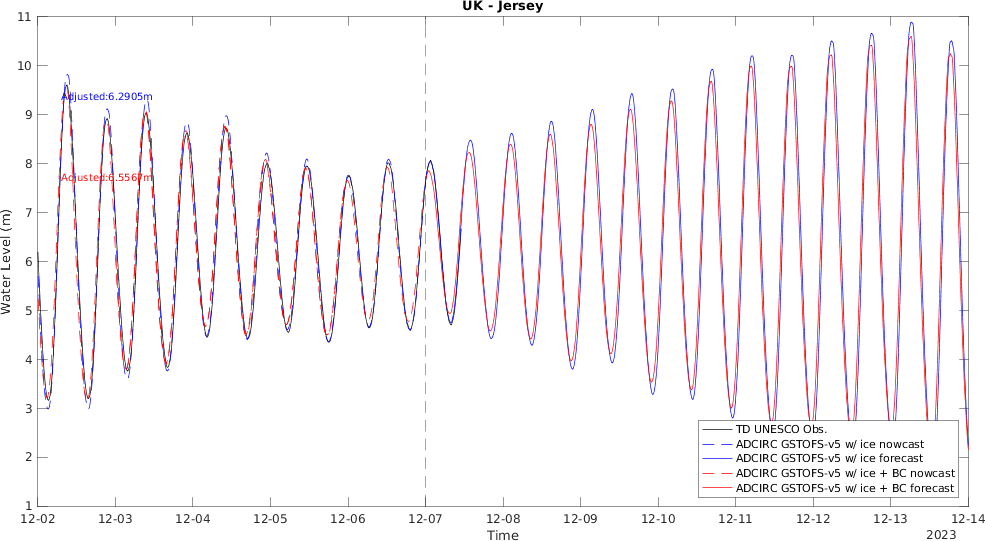 UK - Jersey
11
10
9
8
7
6
5
4
3
2
1
Water Level (m)
Adjusted:6.2905m
Adjusted:6.5567m
TD UNESCO Obs.
ADCIRC GSTOFS-v5 w/ ice nowcast
ADCIRC GSTOFS-v5 w/ ice forecast
ADCIRC GSTOFS-v5 w/ ice + BC nowcast
ADCIRC GSTOFS-v5 w/ ice + BC forecast
12-02 12-03 12-04 12-05 12-06 12-07 12-08 12-09 12-10 12-11 12-12 12-13 12-14
Time
2023